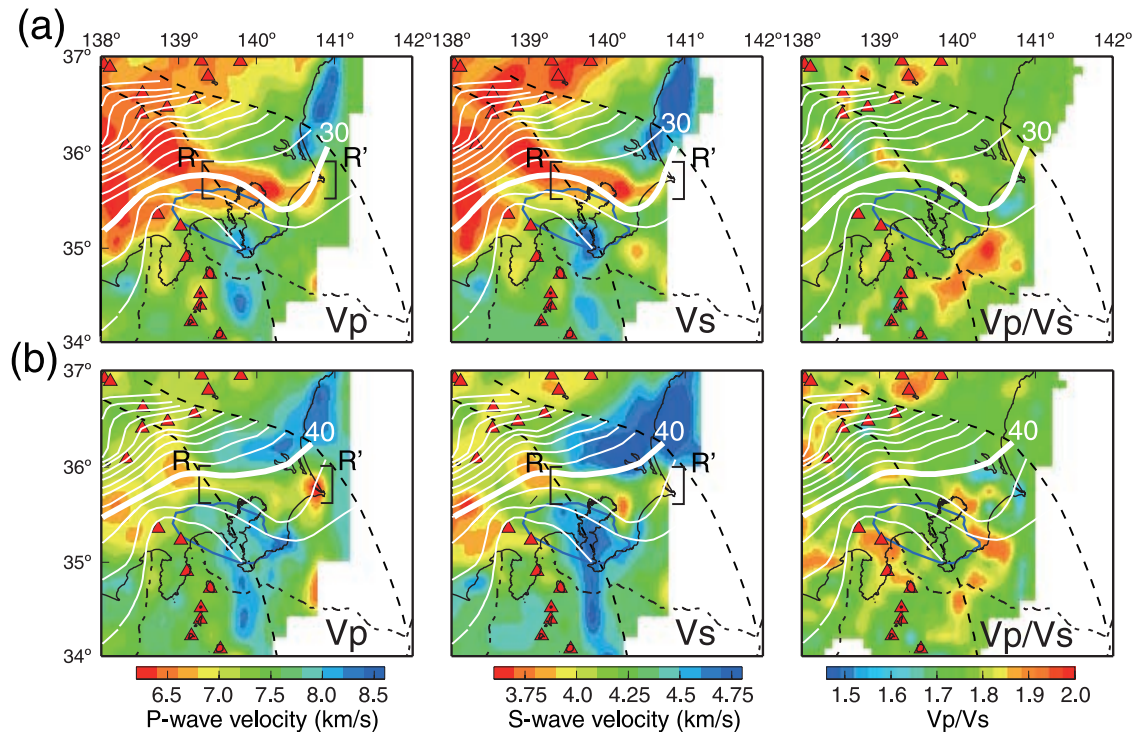 (a)
138° 139° 140° 141° 142° 138° 139° 140° 141° 142° 138° 139° 140° 141° 142°
37°
30 30 30
36°
R R' R R'
35°
Vp Vs Vp/Vs
34°
(b)
37°
40 40 40
R R' R R'
36°
35°
Vp Vs Vp/Vs
34°
6.5 7.0 7.5 8.0 8.5 3.75 4.0 4.25 4.5 4.75 1.5 1.6 1.7 1.8 1.9 2.0
P-wave velocity (km/s) S-wave velocity (km/s) Vp/Vs